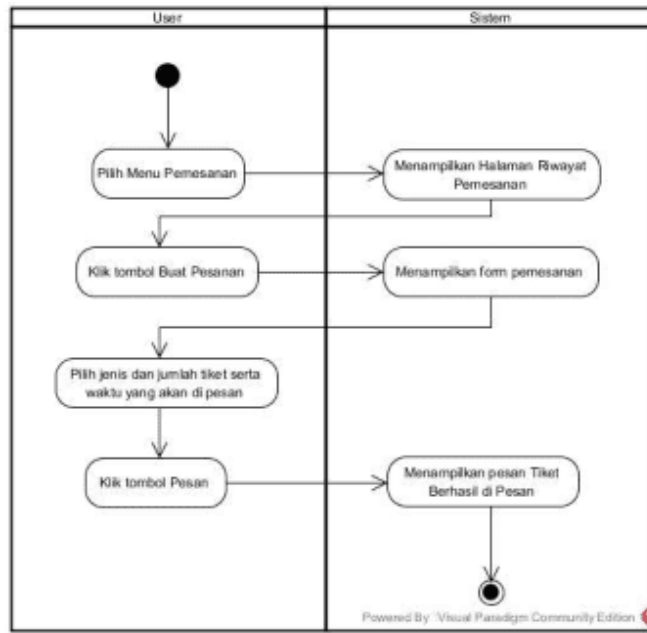 User
Sistem
Pilih Menu Pemesanan
Menampilkan Halaman Riwayat
Pemesanan
Klik tombol Buat Pesanan
Menampilkan form pemesanan
Pilih jenis dan jumlah tiket serta
waktu yang akan di pesan
Klik tombol Pesan
Menampilkan pesan Tiket
Berhasil di Pesan
Powered By Visual Paradigm Community Edition